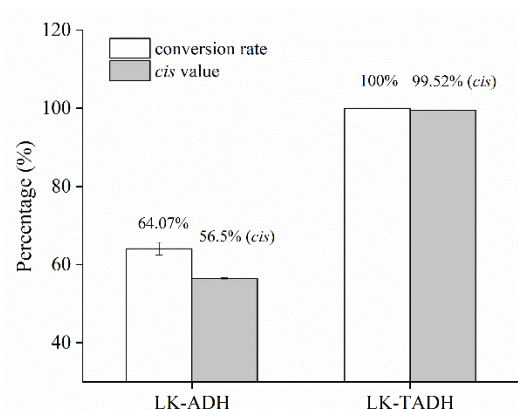 120
100
80
60
40
Percentage (%)
conversion rate
cis value
64.07%
56.5% (cis)
100%
99.52% (cis)
LK-ADH
LK-TADH